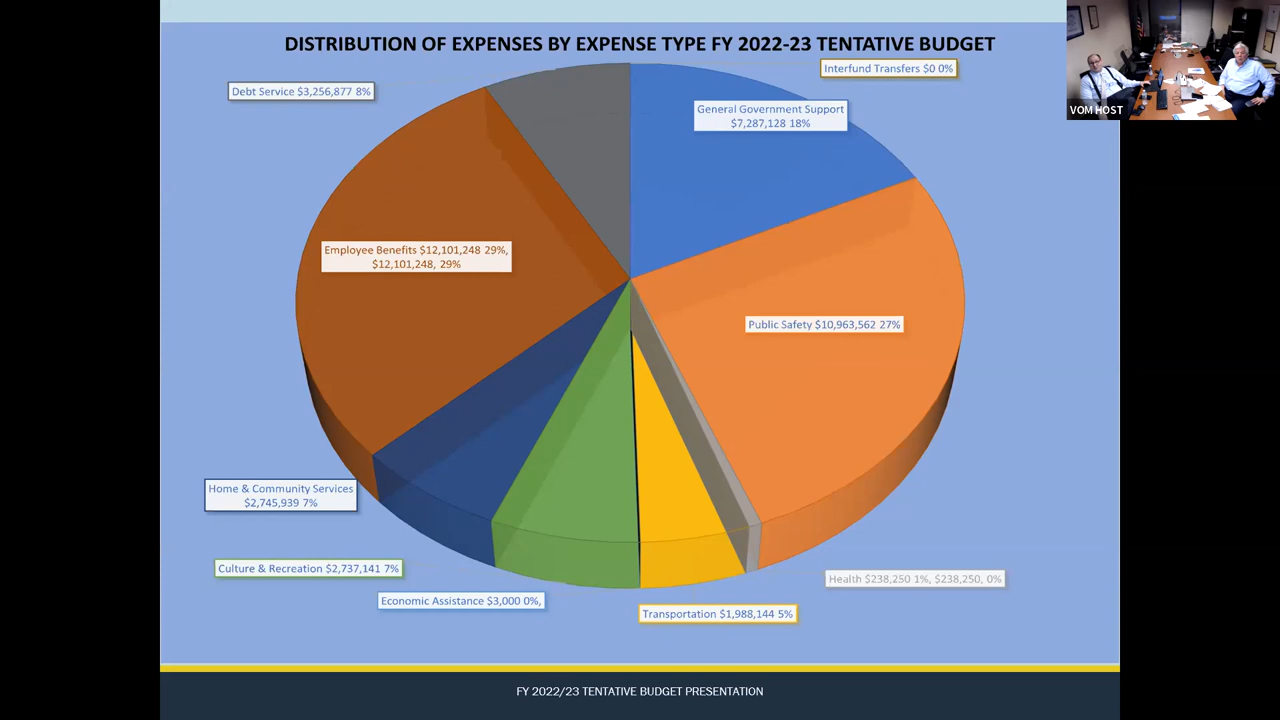 DISTRIBUTION OF EXPENSES BY EXPENSE TYPE FY 2022-23 TENTATIVE BUDGET
Interfund Transfers $0 0%
Debt Service $3,256,877 8%
General Government Support
$7,287,128 18%
VOM HOST
Employee Benefits $12,101,248 29%,
$12,101,248, 29%
Public Safety $10,963,562 27%
Home & Community Services
$2,745,939 7%
Culture & Recreation $2,737,141 7%
Health $238,250 1%, $238,250, 0%
Economic Assistance $3,000 0%,
Transportation $1,988,144 5%
FY 2022/23 TENTATIVE BUDGET PRESENTATION